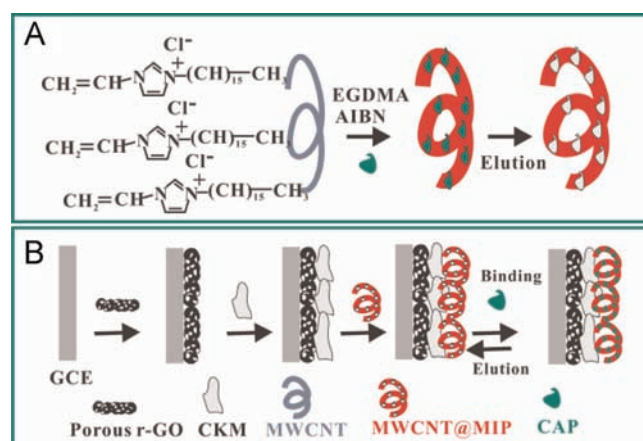 A
Cl⁻
CH₂=CH-N N⁺-(CH)₁₅-CH₃
Cl⁻
CH₂=CH-N N⁺-(CH)₁₅-CH₃
Cl⁻
CH₂=CH-N N⁺-(CH)₁₅-CH₃
EGDMA
AIBN
Elution
B
GCE
Binding
Elution
Porous r-GO CKM MWCNT MWCNT@MIP CAP